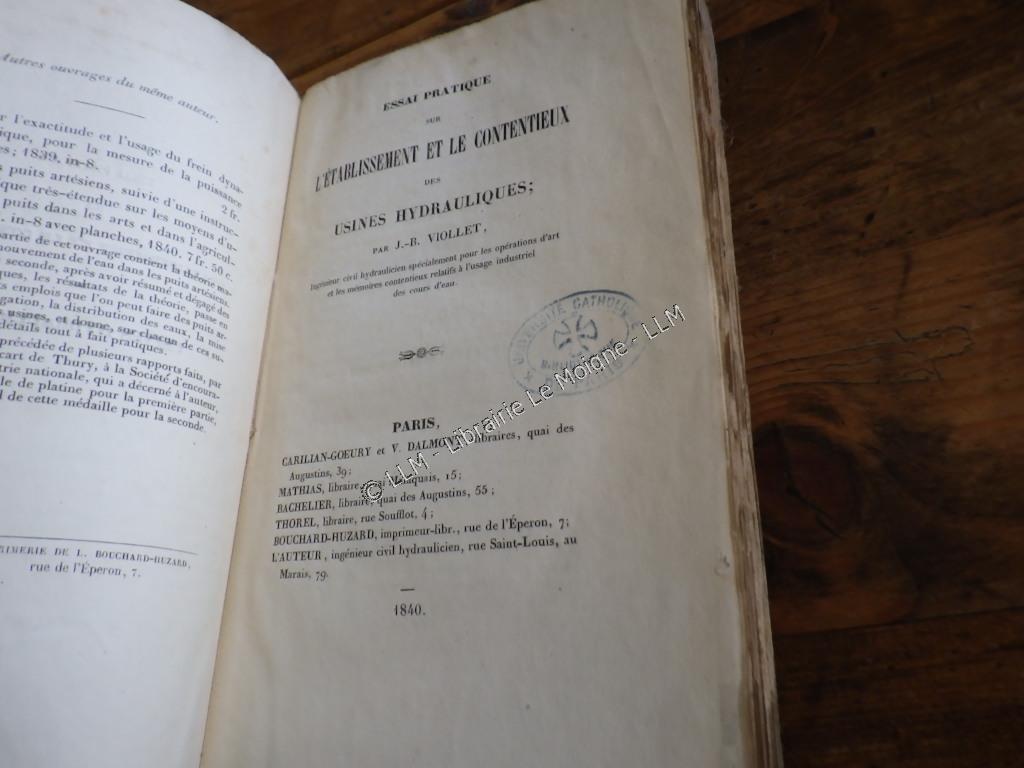 Autres ouvrages du même auteur.
r l'exactitude et l'usage du frein dyna-
ique, pour la mesure de la puissance
es; 1839. in-8. 2 fr.
puits artésiens, suivie d'une instruc-
que très-étendue sur les moyens d'u-
puits dans les arts et dans l'agricul-
. in-8 avec planches, 1840. 7 fr. 50 c.
partie de cet ouvrage contient la théorie ma-
mouvement de l'eau dans les puits artésiens,
seconde, après avoir résumé et dégagé des
ques, les résultats de la théorie, passe en
s emplois que l'on peut faire des puits ar-
gation, la distribution des eaux, la mise
usines, et donne, sur chacun de ces su-
détails tout à fait pratiques.
précédée de plusieurs rapports faits, par
cart de Thury, à la Société d'encoura-
trie nationale, qui a décerné à l'auteur,
le de platine pour la première partie,
l de cette médaille pour la seconde.
RIMERIE DE L. BOUCHARD-HUZARD,
rue de l'Éperon, 7.
ESSAI PRATIQUE
SUR
L'ÉTABLISSEMENT ET LE CONTENTIEUX
DES
USINES HYDRAULIQUES;
PAR J.-B. VIOLLET,
Ingénieur civil hydraulicien spécialement pour les opérations d'art
et les mémoires contentieux relatifs à l'usage industriel
des cours d'eau.
UNIVERSITÉ CATHOLIQUE
© LLM - Librairie Le Moigne - LLM
PARIS,
CARILIAN-GOEURY et V. DALMONT, libraires, quai des
Augustins, 39;
MATHIAS, libraire, quai Malaquais, 15;
BACHELIER, libraire, quai des Augustins, 55;
THOREL, libraire, rue Soufflot, 4;
BOUCHARD-HUZARD, imprimeur-libr., rue de l'Éperon, 7;
L'AUTEUR, ingénieur civil hydraulicien, rue Saint-Louis, au
Marais, 79.
1840.